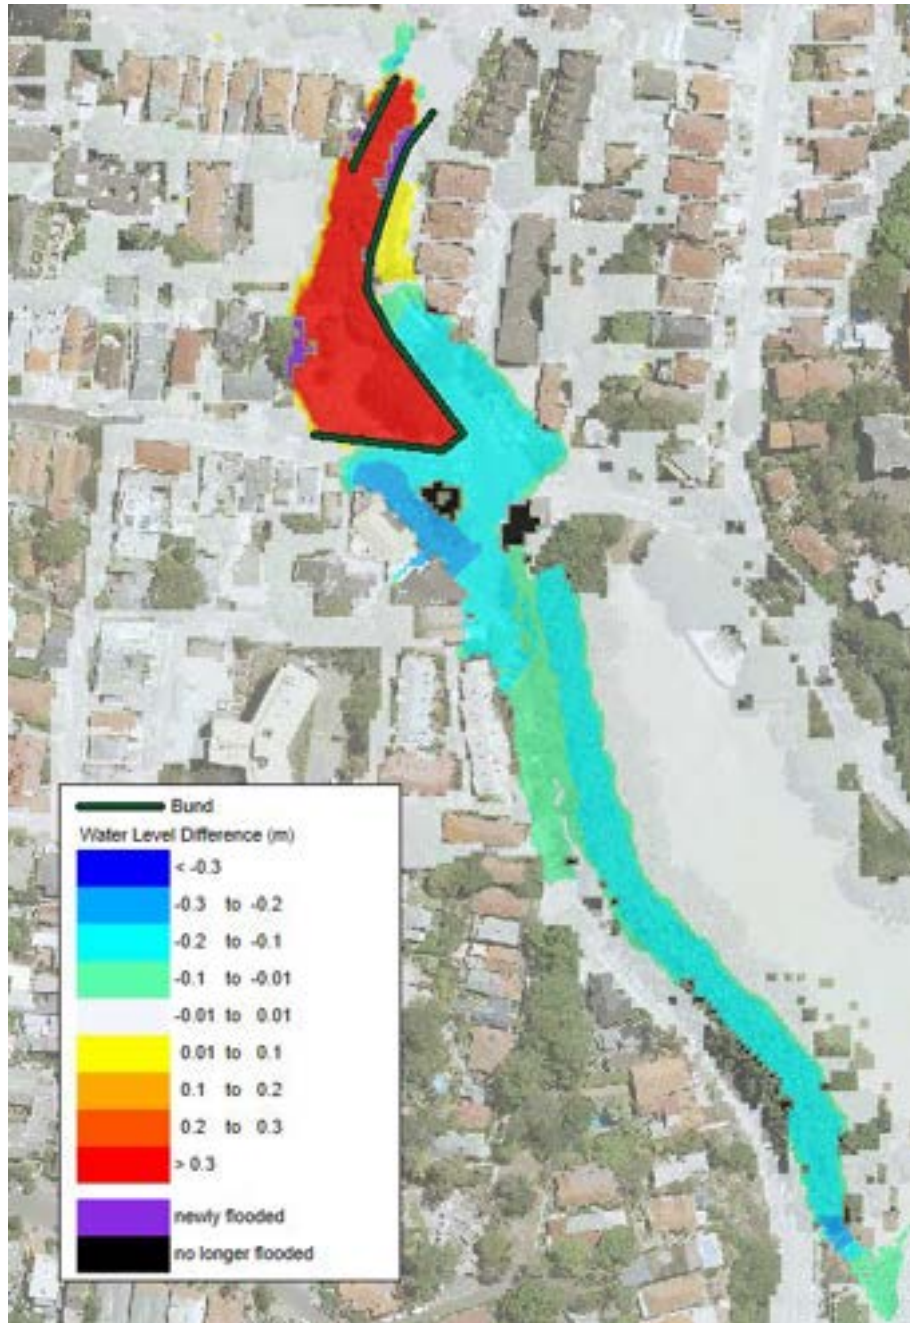 Bund
Water Level Difference (m)
< -0.3
-0.3 to -0.2
-0.2 to -0.1
-0.1 to -0.01
-0.01 to 0.01
0.01 to 0.1
0.1 to 0.2
0.2 to 0.3
> 0.3
newly flooded
no longer flooded